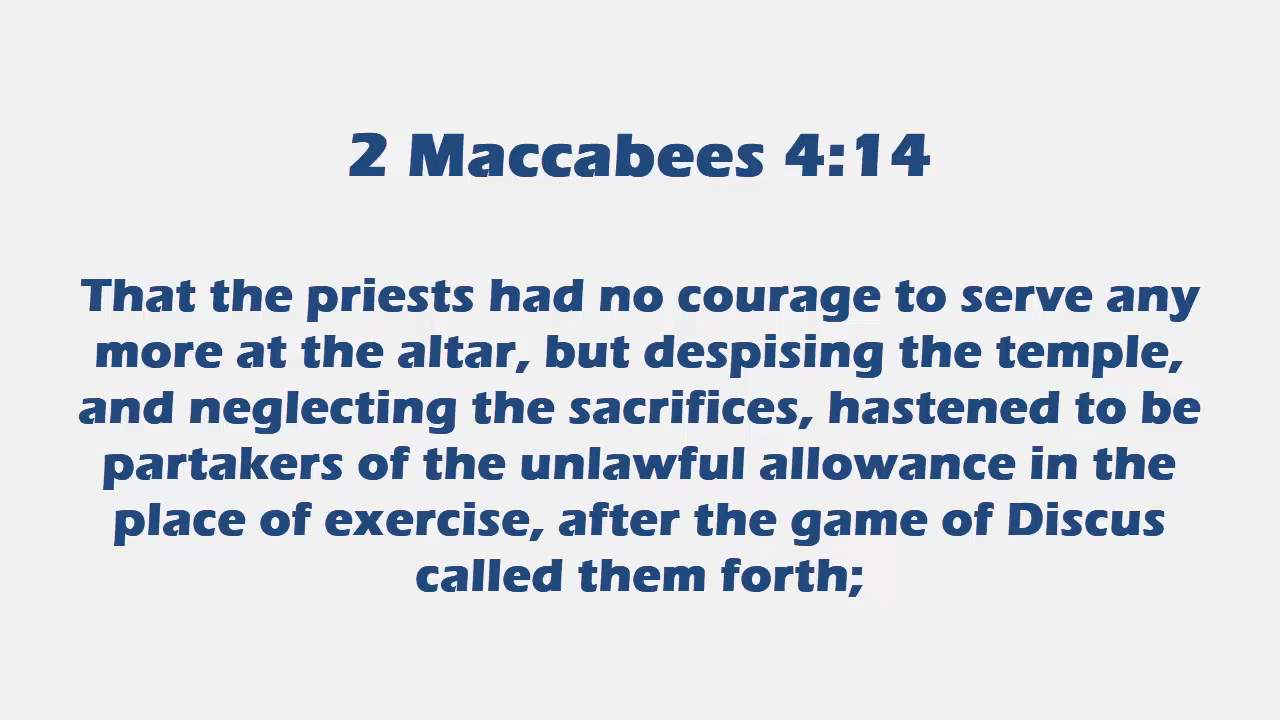 2 Maccabees 4:14
That the priests had no courage to serve any
more at the altar, but despising the temple,
and neglecting the sacrifices, hastened to be
partakers of the unlawful allowance in the
place of exercise, after the game of Discus
called them forth;